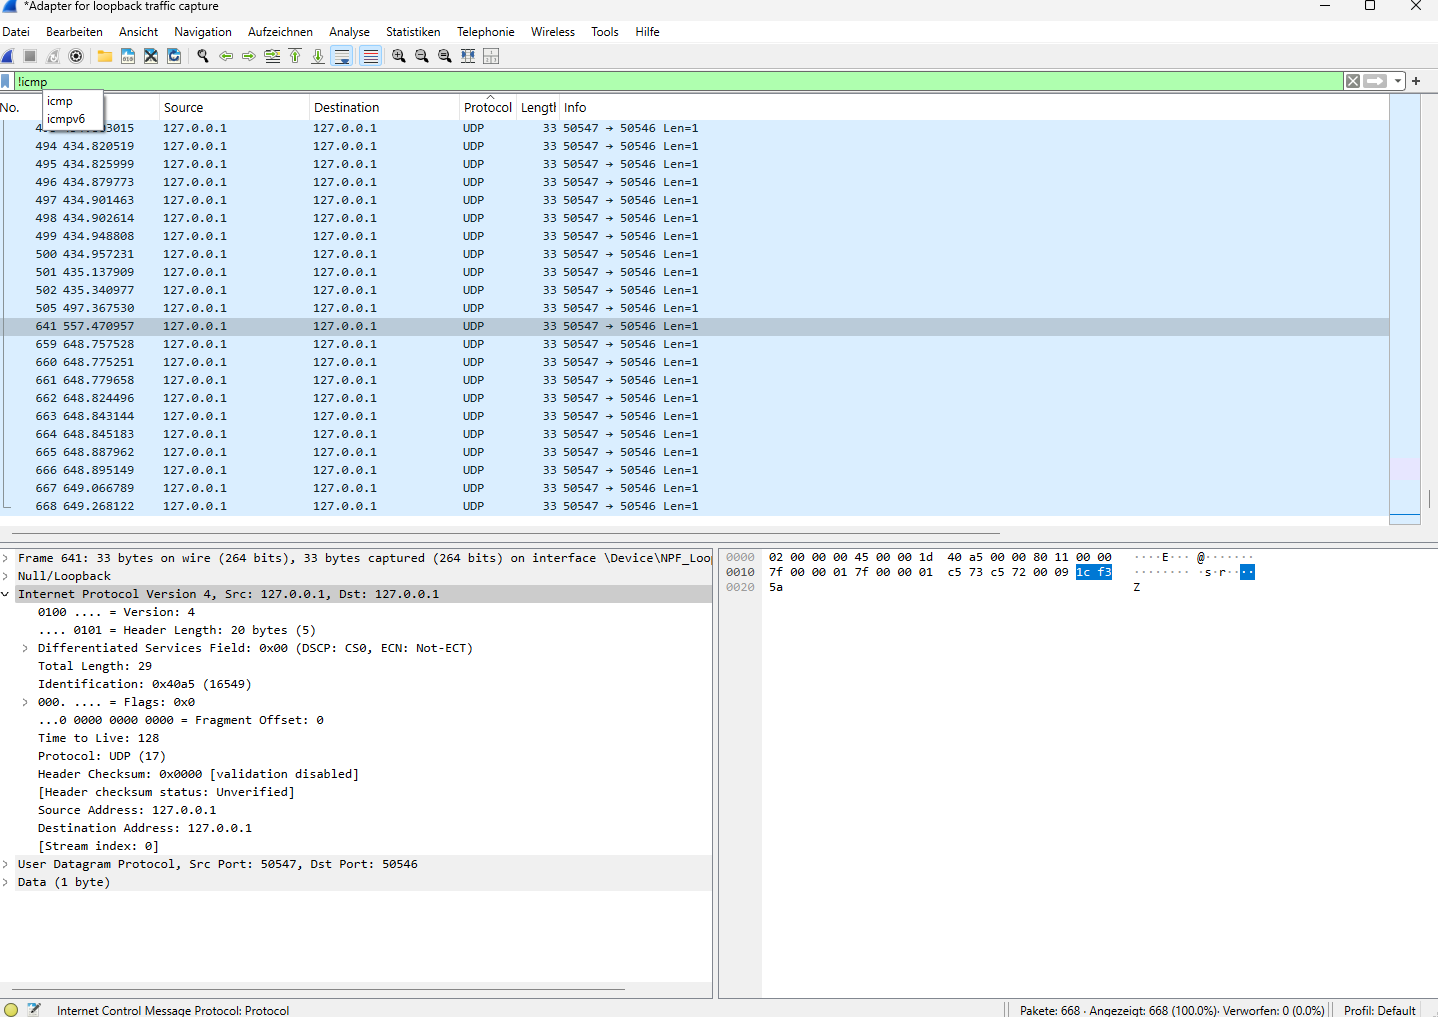 *Adapter for loopback traffic capture
Datei Bearbeiten Ansicht Navigation Aufzeichnen Analyse Statistiken Telephonie Wireless Tools Hilfe
!icmp
icmp
icmpv6
No. Source Destination Protocol Length Info
3015 127.0.0.1 127.0.0.1 UDP 33 50547 → 50546 Len=1
494 434.820519 127.0.0.1 127.0.0.1 UDP 33 50547 → 50546 Len=1
495 434.825999 127.0.0.1 127.0.0.1 UDP 33 50547 → 50546 Len=1
496 434.879773 127.0.0.1 127.0.0.1 UDP 33 50547 → 50546 Len=1
497 434.901463 127.0.0.1 127.0.0.1 UDP 33 50547 → 50546 Len=1
498 434.902614 127.0.0.1 127.0.0.1 UDP 33 50547 → 50546 Len=1
499 434.948808 127.0.0.1 127.0.0.1 UDP 33 50547 → 50546 Len=1
500 434.957231 127.0.0.1 127.0.0.1 UDP 33 50547 → 50546 Len=1
501 435.137909 127.0.0.1 127.0.0.1 UDP 33 50547 → 50546 Len=1
502 435.340977 127.0.0.1 127.0.0.1 UDP 33 50547 → 50546 Len=1
505 497.367530 127.0.0.1 127.0.0.1 UDP 33 50547 → 50546 Len=1
641 557.470957 127.0.0.1 127.0.0.1 UDP 33 50547 → 50546 Len=1
659 648.757528 127.0.0.1 127.0.0.1 UDP 33 50547 → 50546 Len=1
660 648.775251 127.0.0.1 127.0.0.1 UDP 33 50547 → 50546 Len=1
661 648.779658 127.0.0.1 127.0.0.1 UDP 33 50547 → 50546 Len=1
662 648.824496 127.0.0.1 127.0.0.1 UDP 33 50547 → 50546 Len=1
663 648.843144 127.0.0.1 127.0.0.1 UDP 33 50547 → 50546 Len=1
664 648.845183 127.0.0.1 127.0.0.1 UDP 33 50547 → 50546 Len=1
665 648.887962 127.0.0.1 127.0.0.1 UDP 33 50547 → 50546 Len=1
666 648.895149 127.0.0.1 127.0.0.1 UDP 33 50547 → 50546 Len=1
667 649.066789 127.0.0.1 127.0.0.1 UDP 33 50547 → 50546 Len=1
668 649.268122 127.0.0.1 127.0.0.1 UDP 33 50547 → 50546 Len=1
Frame 641: 33 bytes on wire (264 bits), 33 bytes captured (264 bits) on interface \Device\NPF_Loo
Null/Loopback
Internet Protocol Version 4, Src: 127.0.0.1, Dst: 127.0.0.1
0100 .... = Version: 4
.... 0101 = Header Length: 20 bytes (5)
Differentiated Services Field: 0x00 (DSCP: CS0, ECN: Not-ECT)
Total Length: 29
Identification: 0x40a5 (16549)
000. .... = Flags: 0x0
...0 0000 0000 0000 = Fragment Offset: 0
Time to Live: 128
Protocol: UDP (17)
Header Checksum: 0x0000 [validation disabled]
[Header checksum status: Unverified]
Source Address: 127.0.0.1
Destination Address: 127.0.0.1
[Stream index: 0]
User Datagram Protocol, Src Port: 50547, Dst Port: 50546
Data (1 byte)
0000 02 00 00 00 45 00 00 1d 40 a5 00 00 80 11 00 00 ····E··· @·······
0010 7f 00 00 01 7f 00 00 01 c5 73 c5 72 00 09 1c f3 ········ ·s·r····
0020 5a Z
Internet Control Message Protocol: Protocol
Pakete: 668 · Angezeigt: 668 (100.0%)· Verworfen: 0 (0.0%)
Profil: Default